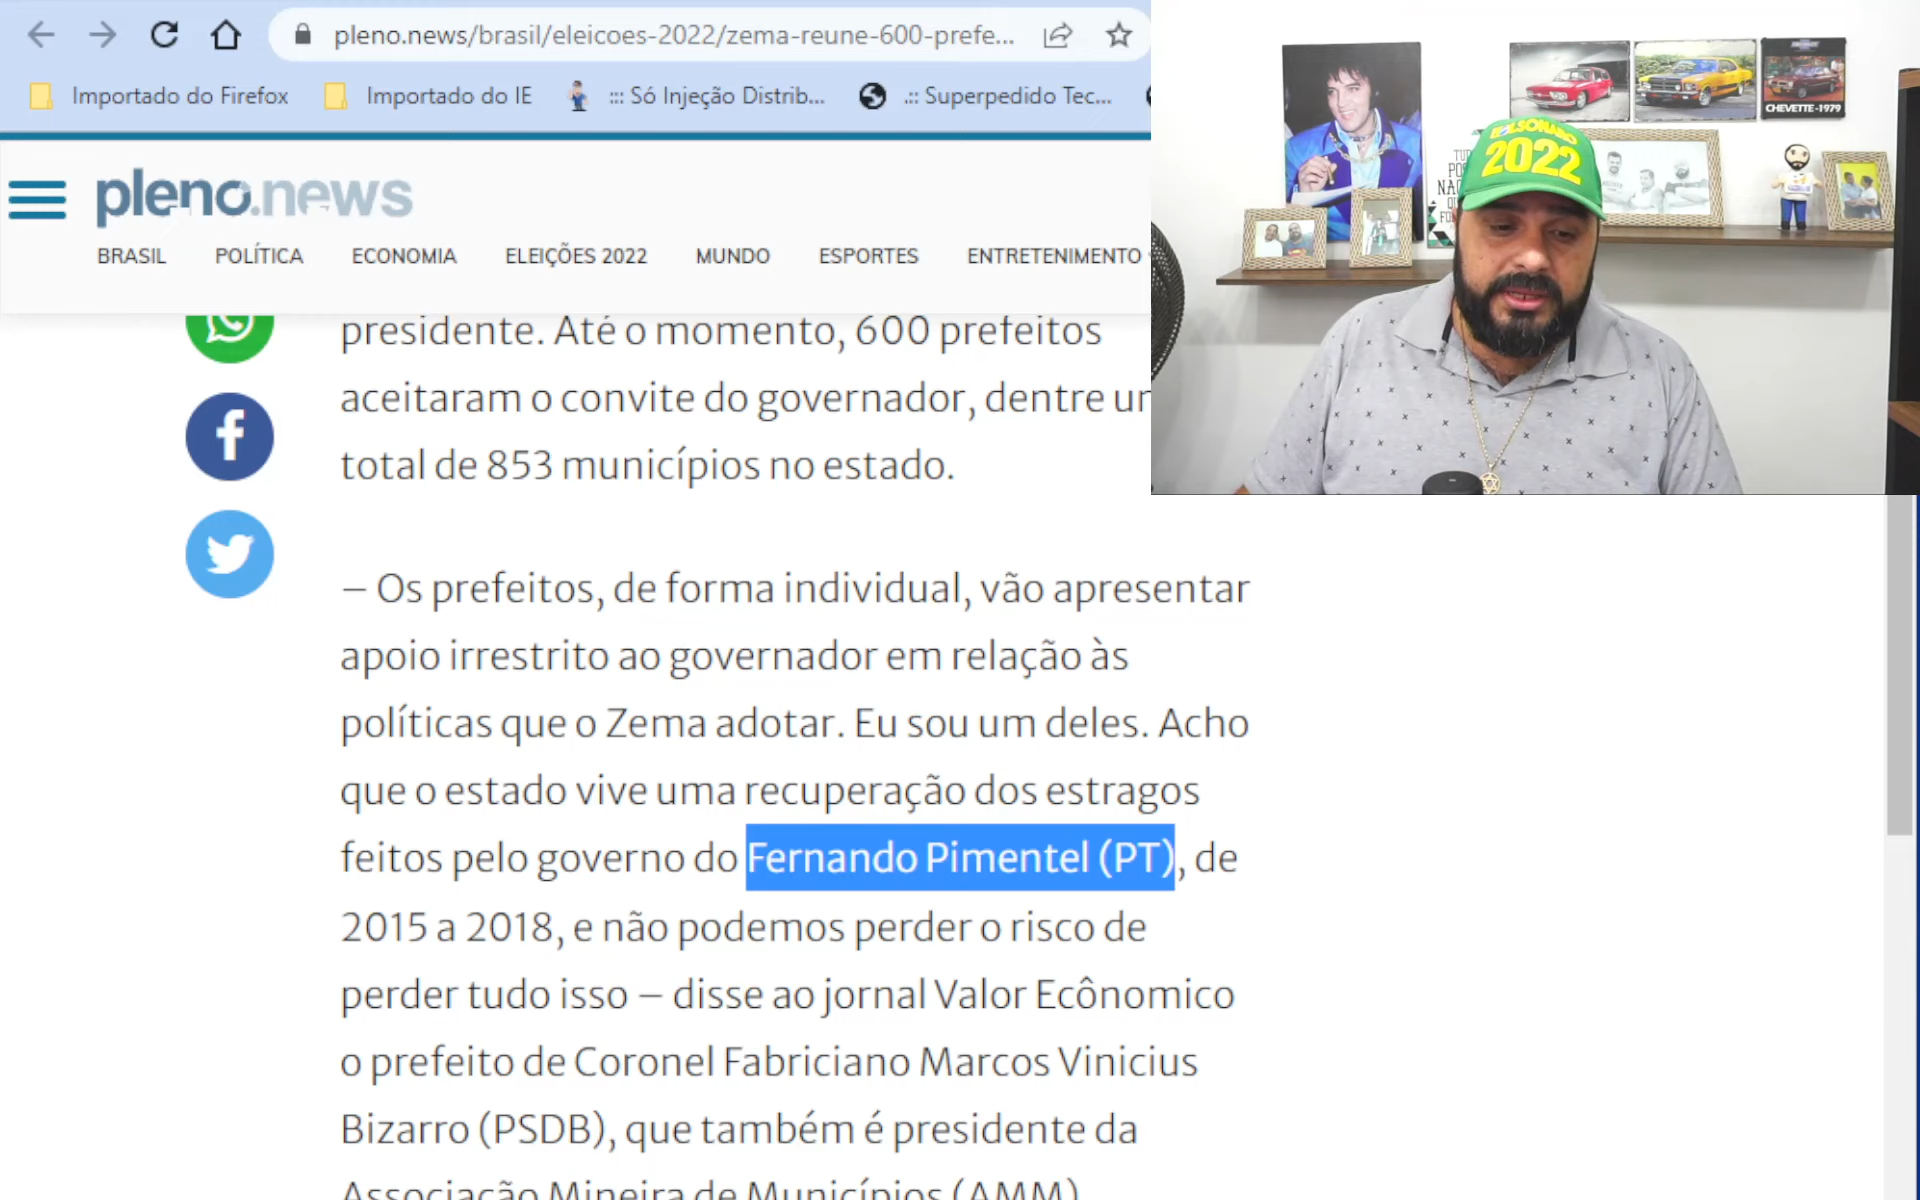 pleno.news/brasil/eleicoes-2022/zema-reune-600-prefe...
Importado do Firefox
Importado do IE
::: Só Injeção Distrib...
.:: Superpedido Tec...
pleno.news
BRASIL POLÍTICA ECONOMIA ELEIÇÕES 2022 MUNDO ESPORTES ENTRETENIMENTO
presidente. Até o momento, 600 prefeitos
aceitaram o convite do governador, dentre
total de 853 municípios no estado.
– Os prefeitos, de forma individual, vão apresentar
apoio irrestrito ao governador em relação às
políticas que o Zema adotar. Eu sou um deles. Acho
que o estado vive uma recuperação dos estragos
feitos pelo governo do Fernando Pimentel (PT), de
2015 a 2018, e não podemos perder o risco de
perder tudo isso – disse ao jornal Valor Ecônomico
o prefeito de Coronel Fabriciano Marcos Vinicius
Bizarro (PSDB), que também é presidente da
Associação Mineira de Municípios (AMM)
CHEVETTE-1979
BOLSONARO
2022